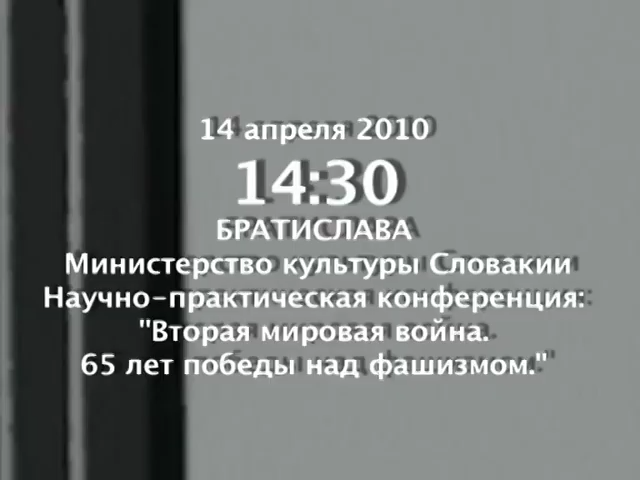 14 апреля 2010
14:30
БРАТИСЛАВА
Министерство культуры Словакии
Научно-практическая конференция:
"Вторая мировая война.
65 лет победы над фашизмом."